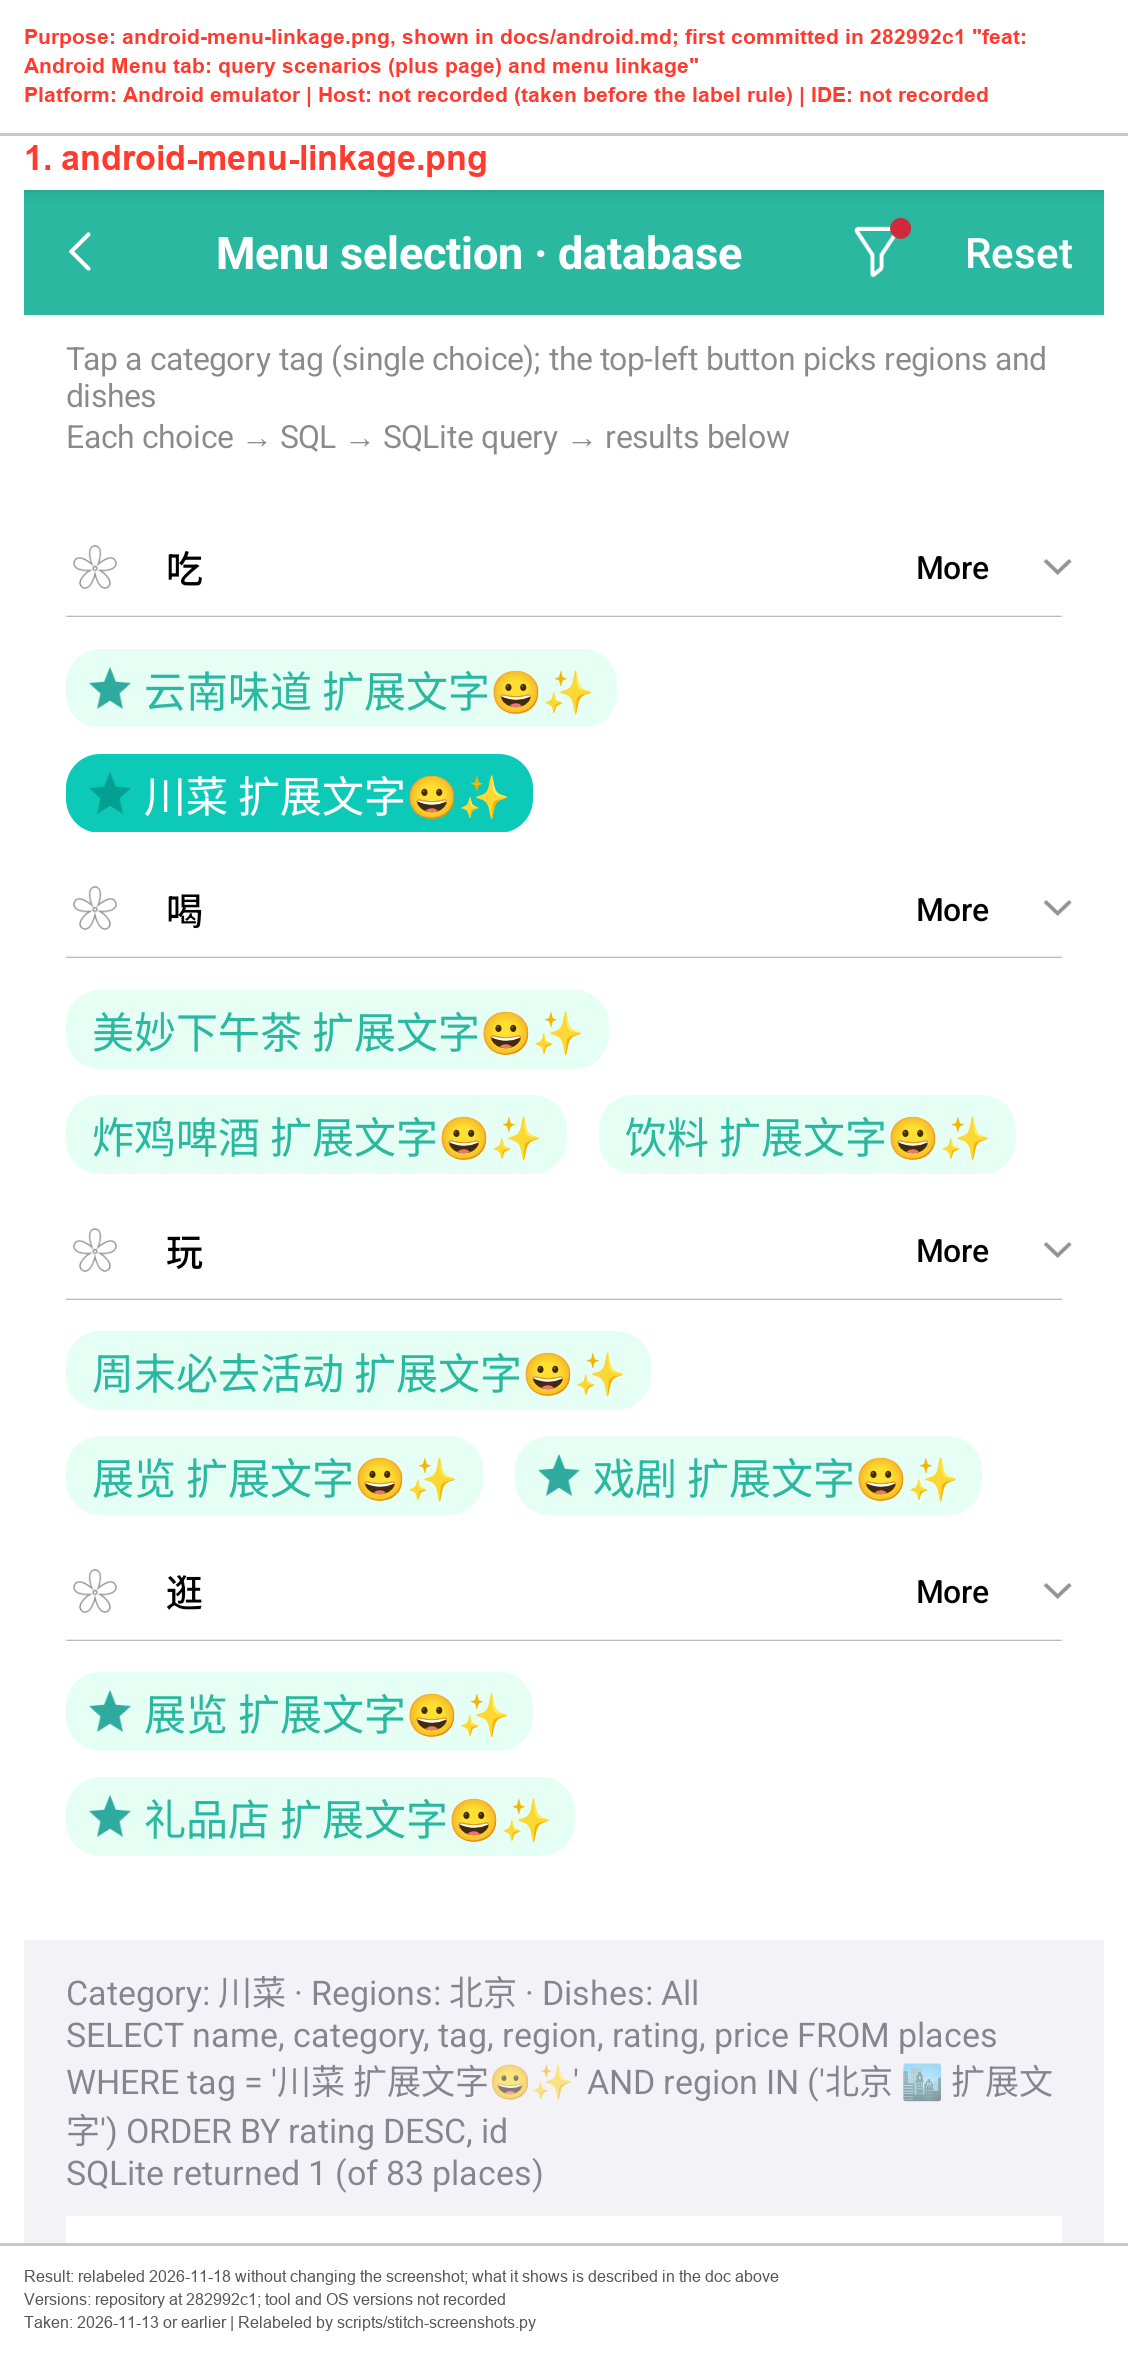 Purpose: android-menu-linkage.png, shown in docs/android.md; first committed in 282992c1 "feat:
Android Menu tab: query scenarios (plus page) and menu linkage"
Platform: Android emulator | Host: not recorded (taken before the label rule) | IDE: not recorded
1. android-menu-linkage.png
Menu selection · database
Reset
Tap a category tag (single choice); the top-left button picks regions and
dishes
Each choice → SQL → SQLite query → results below
吃 More
云南味道 扩展文字😀✨
川菜 扩展文字😀✨
喝 More
美妙下午茶 扩展文字😀✨
炸鸡啤酒 扩展文字😀✨ 饮料 扩展文字😀✨
玩 More
周末必去活动 扩展文字😀✨
展览 扩展文字😀✨ 戏剧 扩展文字😀✨
逛 More
展览 扩展文字😀✨
礼品店 扩展文字😀✨
Category: 川菜 · Regions: 北京 · Dishes: All
SELECT name, category, tag, region, rating, price FROM places
WHERE tag = '川菜 扩展文字😀✨' AND region IN ('北京 🏙️ 扩展文
字') ORDER BY rating DESC, id
SQLite returned 1 (of 83 places)
Result: relabeled 2026-11-18 without changing the screenshot; what it shows is described in the doc above
Versions: repository at 282992c1; tool and OS versions not recorded
Taken: 2026-11-13 or earlier | Relabeled by scripts/stitch-screenshots.py